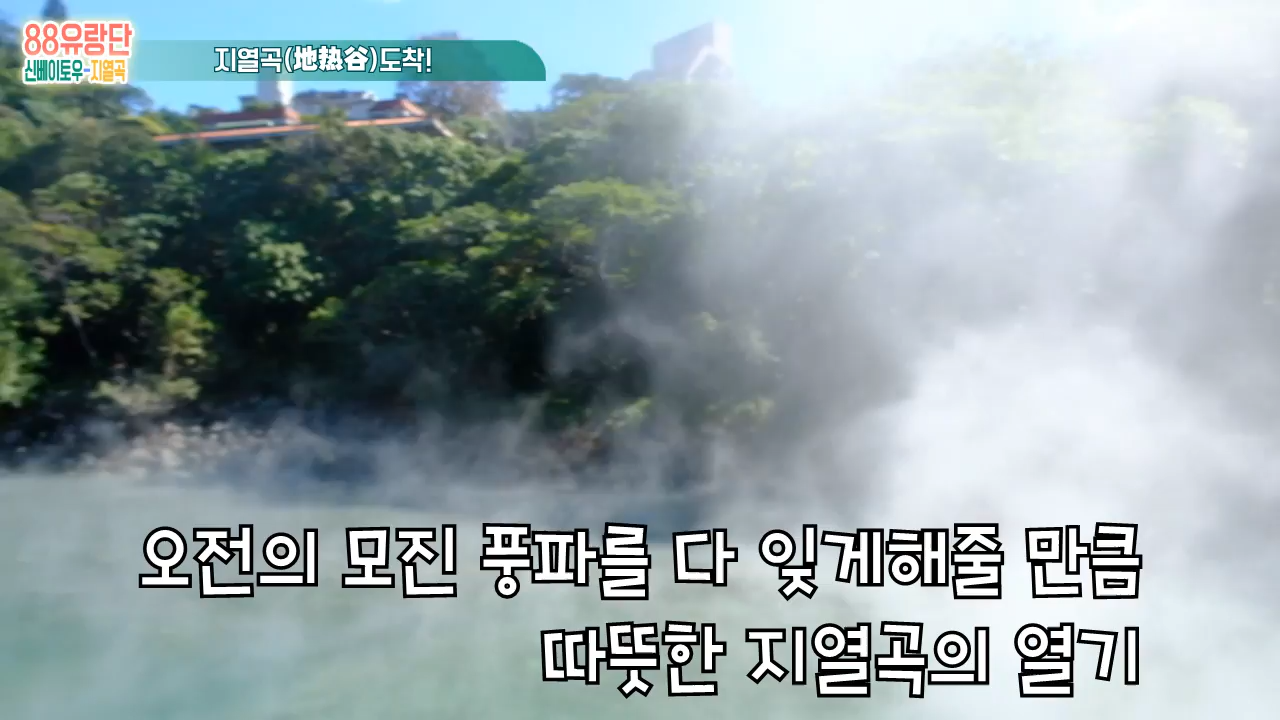 88유랑단
신베이토우-지열곡
지열곡(地热谷)도착!
오전의 모진 풍파를 다 잊게해줄 만큼
따뜻한 지열곡의 열기